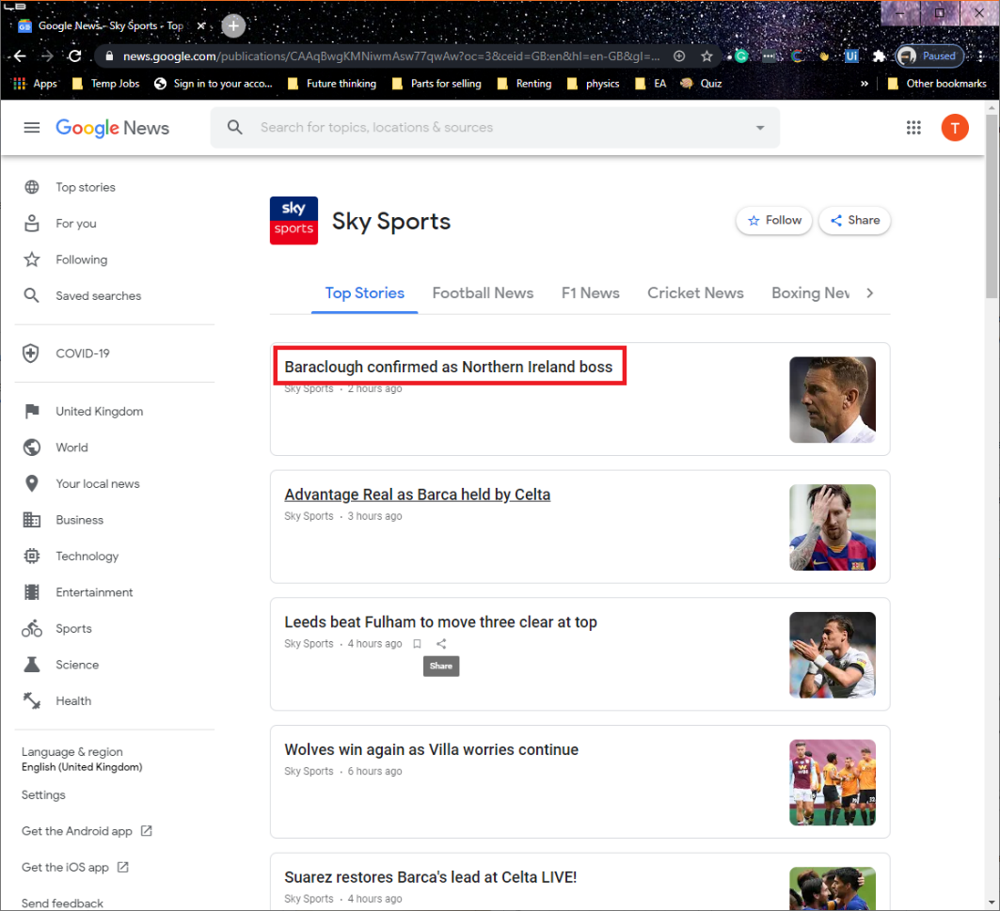 Google News - Sky Sports - Top
news.google.com/publications/CAAqBwgKMNiwmAsw77qwAw?oc=3&ceid=GB:en&hl=en-GB&gl=...
Paused
Apps
Temp Jobs
Sign in to your acco...
Future thinking
Parts for selling
Renting
physics
EA
Quiz
»
Other bookmarks
Google News
Search for topics, locations & sources
T
Top stories
For you
Following
Saved searches
COVID-19
United Kingdom
World
Your local news
Business
Technology
Entertainment
Sports
Science
Health
Language & region
English (United Kingdom)
Settings
Get the Android app
Get the iOS app
Send feedback
sky
sports
Sky Sports
Follow
Share
Top Stories
Football News
F1 News
Cricket News
Boxing Nev
Baraclough confirmed as Northern Ireland boss
Sky Sports · 2 hours ago
Advantage Real as Barca held by Celta
Sky Sports · 3 hours ago
Leeds beat Fulham to move three clear at top
Sky Sports · 4 hours ago
Share
Wolves win again as Villa worries continue
Sky Sports · 6 hours ago
Suarez restores Barca's lead at Celta LIVE!
Sky Sports · 4 hours ago